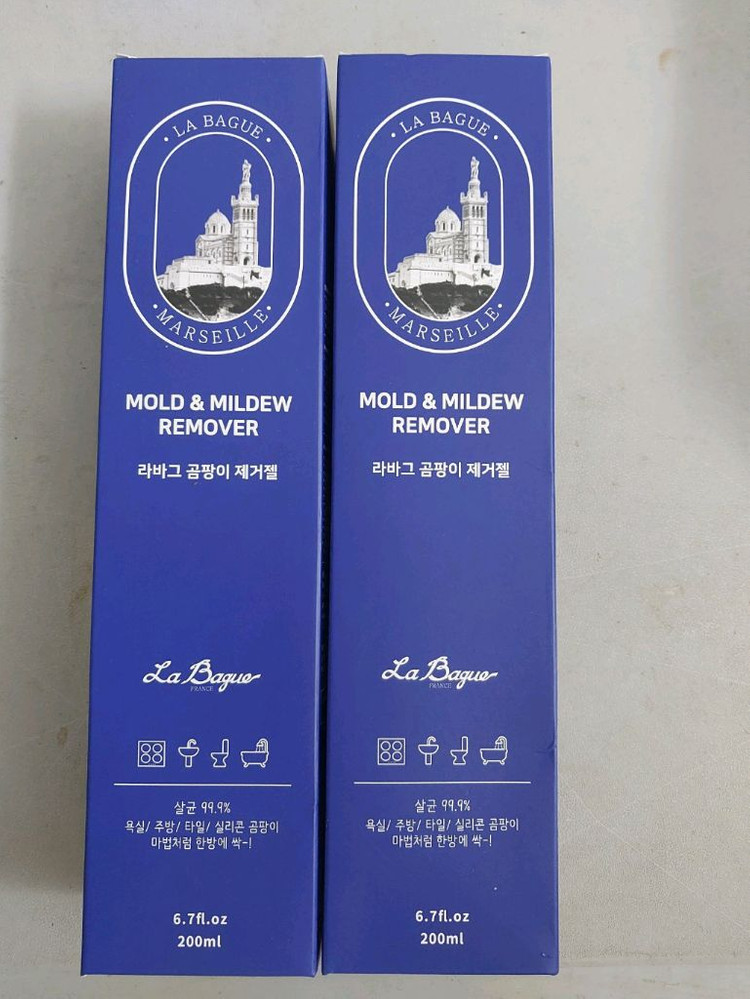 LA BAGUE
MARSEILLE
MOLD & MILDEW
REMOVER
라바그 곰팡이 제거젤
La Bague
FRANCE
살균 99.9%
욕실/ 주방/ 타일/ 실리콘 곰팡이
마법처럼 한방에 싹~!
6.7fl.oz
200ml
LA BAGUE
MARSEILLE
MOLD & MILDEW
REMOVER
라바그 곰팡이 제거젤
La Bague
FRANCE
살균 99.9%
욕실/ 주방/ 타일/ 실리콘 곰팡이
마법처럼 한방에 싹~!
6.7fl.oz
200ml